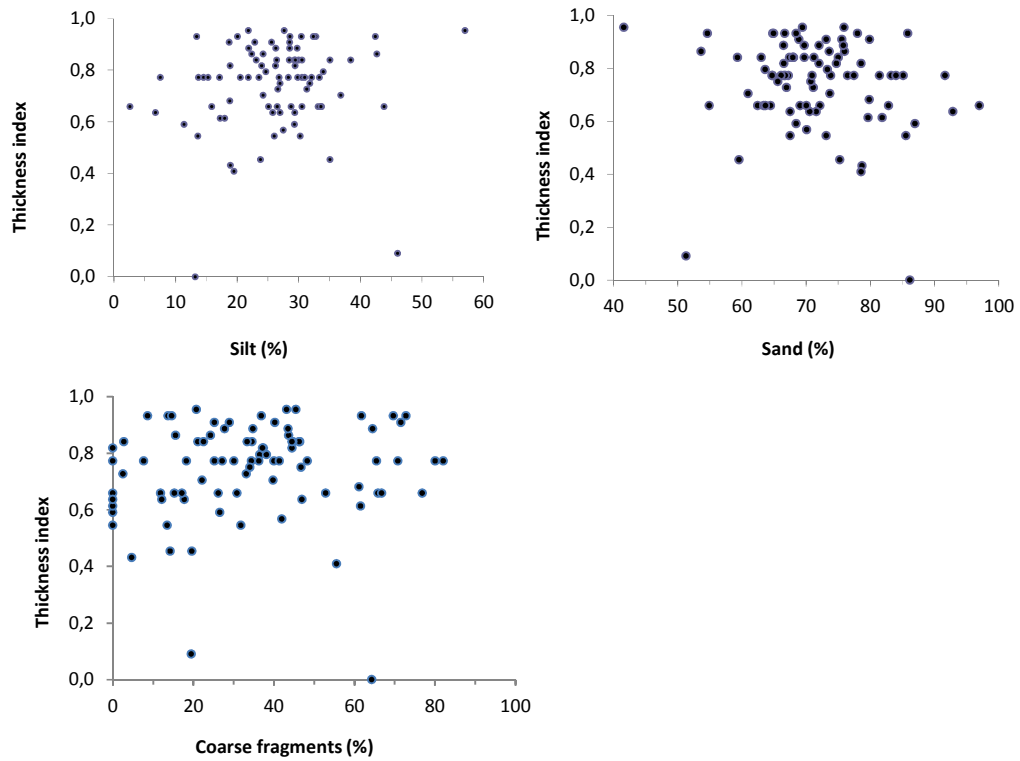 Thickness index
1,0
0,8
0,6
0,4
0,2
0,0
0 10 20 30 40 50 60
Silt (%)
Thickness index
1,0
0,8
0,6
0,4
0,2
0,0
40 50 60 70 80 90 100
Sand (%)
Thickness index
1,0
0,8
0,6
0,4
0,2
0,0
0 20 40 60 80 100
Coarse fragments (%)